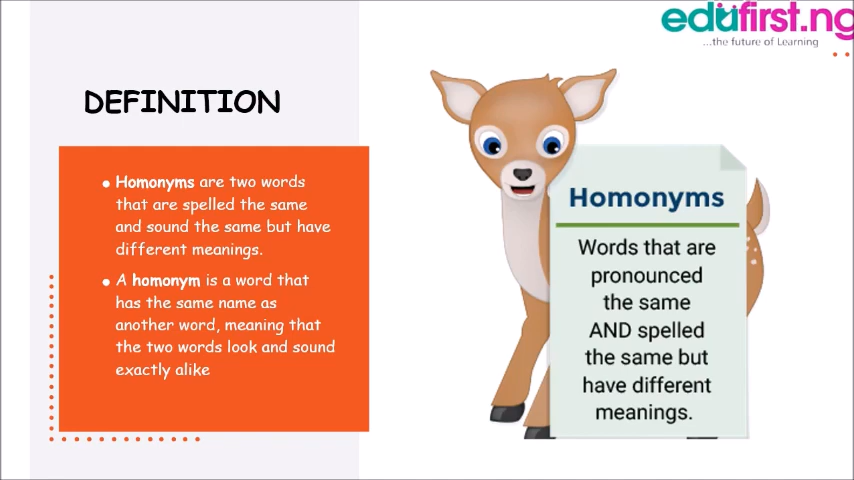 edufirst.ng
...the future of Learning
DEFINITION
• Homonyms are two words
that are spelled the same
and sound the same but have
different meanings.
• A homonym is a word that
has the same name as
another word, meaning that
the two words look and sound
exactly alike
Homonyms
Words that are
pronounced
the same
AND spelled
the same but
have different
meanings.